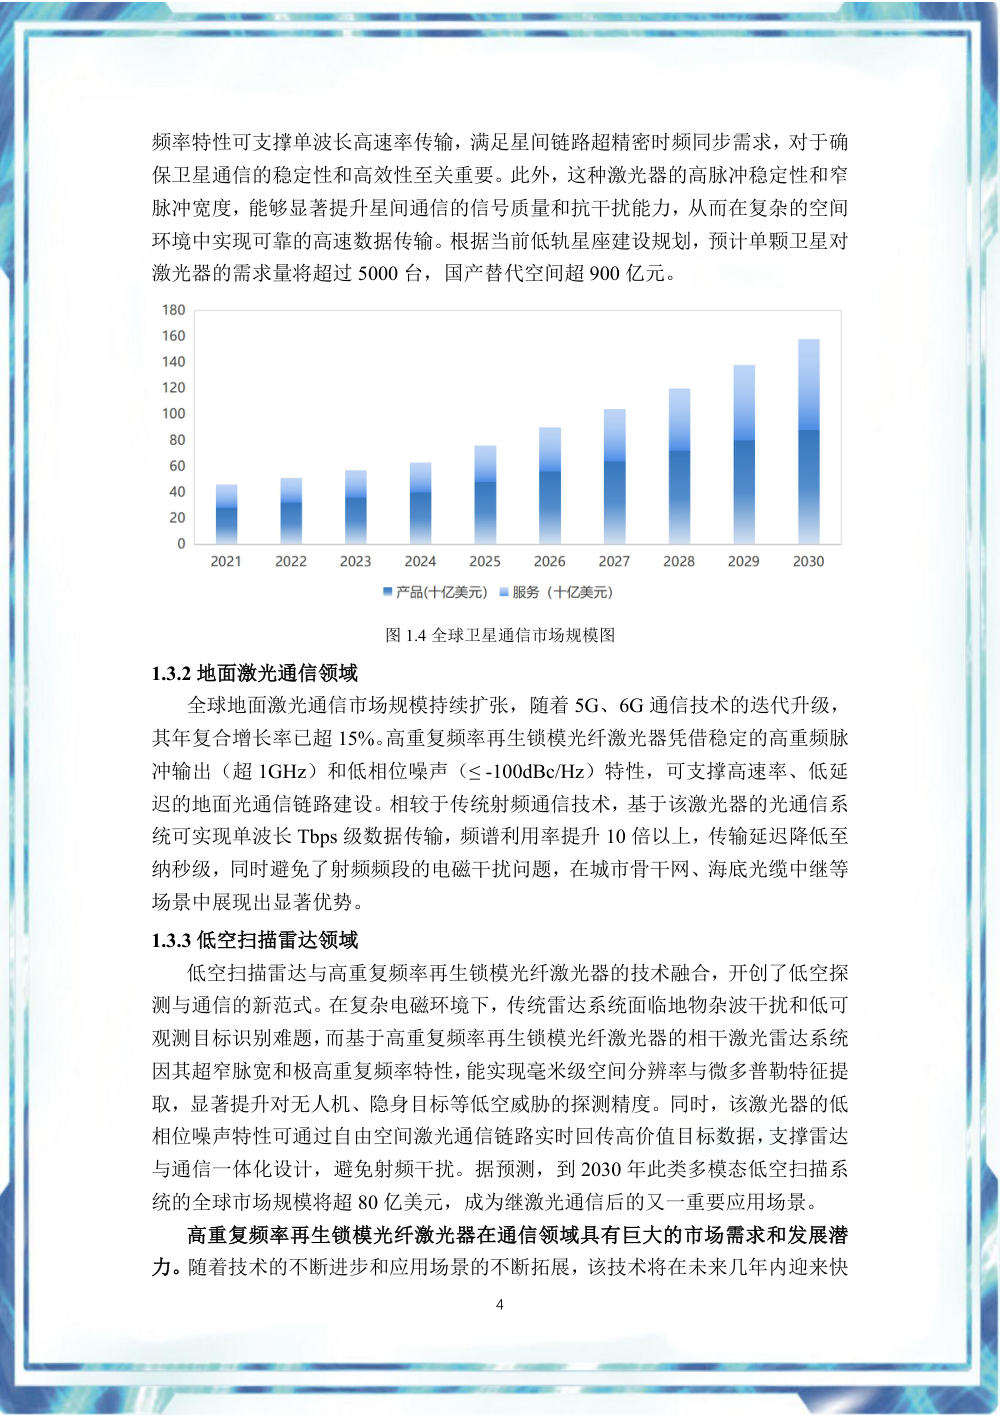 频率特性可支撑单波长高速率传输，满足星间链路超精密时频同步需求，对于确
保卫星通信的稳定性和高效性至关重要。此外，这种激光器的高脉冲稳定性和窄
脉冲宽度，能够显著提升星间通信的信号质量和抗干扰能力，从而在复杂的空间
环境中实现可靠的高速数据传输。根据当前低轨星座建设规划，预计单颗卫星对
激光器的需求量将超过 5000 台，国产替代空间超 900 亿元。
180
160
140
120
100
80
60
40
20
0
2021 2022 2023 2024 2025 2026 2027 2028 2029 2030
产品(十亿美元) 服务（十亿美元）
图 1.4 全球卫星通信市场规模图
1.3.2 地面激光通信领域
全球地面激光通信市场规模持续扩张，随着 5G、6G 通信技术的迭代升级，
其年复合增长率已超 15%。高重复频率再生锁模光纤激光器凭借稳定的高重频脉
冲输出（超 1GHz）和低相位噪声（≤ -100dBc/Hz）特性，可支撑高速率、低延
迟的地面光通信链路建设。相较于传统射频通信技术，基于该激光器的光通信系
统可实现单波长 Tbps 级数据传输，频谱利用率提升 10 倍以上，传输延迟降低至
纳秒级，同时避免了射频频段的电磁干扰问题，在城市骨干网、海底光缆中继等
场景中展现出显著优势。
1.3.3 低空扫描雷达领域
低空扫描雷达与高重复频率再生锁模光纤激光器的技术融合，开创了低空探
测与通信的新范式。在复杂电磁环境下，传统雷达系统面临地物杂波干扰和低可
观测目标识别难题，而基于高重复频率再生锁模光纤激光器的相干激光雷达系统
因其超窄脉宽和极高重复频率特性，能实现毫米级空间分辨率与微多普勒特征提
取，显著提升对无人机、隐身目标等低空威胁的探测精度。同时，该激光器的低
相位噪声特性可通过自由空间激光通信链路实时回传高价值目标数据，支撑雷达
与通信一体化设计，避免射频干扰。据预测，到 2030 年此类多模态低空扫描系
统的全球市场规模将超 80 亿美元，成为继激光通信后的又一重要应用场景。
高重复频率再生锁模光纤激光器在通信领域具有巨大的市场需求和发展潜
力。随着技术的不断进步和应用场景的不断拓展，该技术将在未来几年内迎来快
4